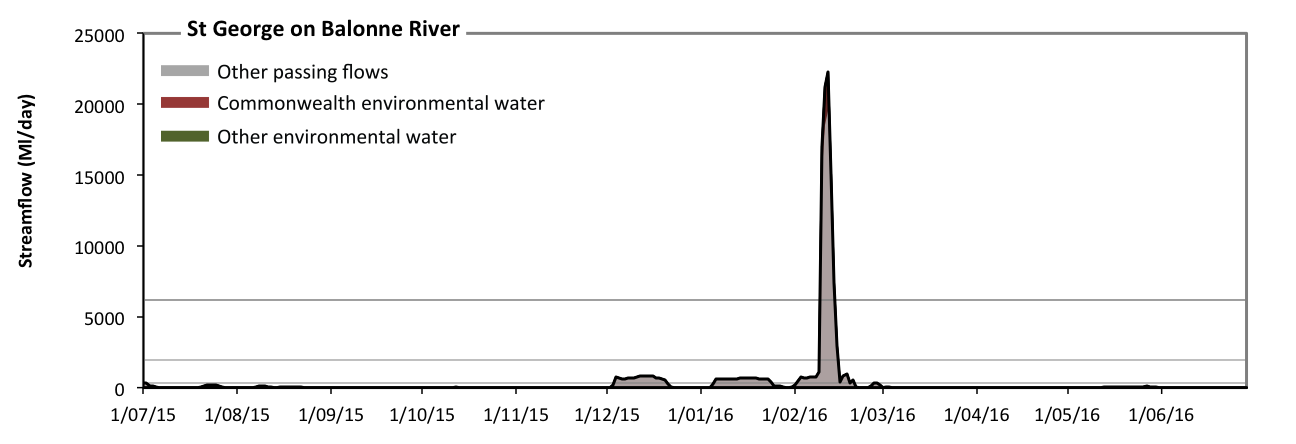 St George on Balonne River
25000
20000
15000
10000
5000
0
Streamflow (Ml/day)
Other passing flows
Commonwealth environmental water
Other environmental water
1/07/15 1/08/15 1/09/15 1/10/15 1/11/15 1/12/15 1/01/16 1/02/16 1/03/16 1/04/16 1/05/16 1/06/16